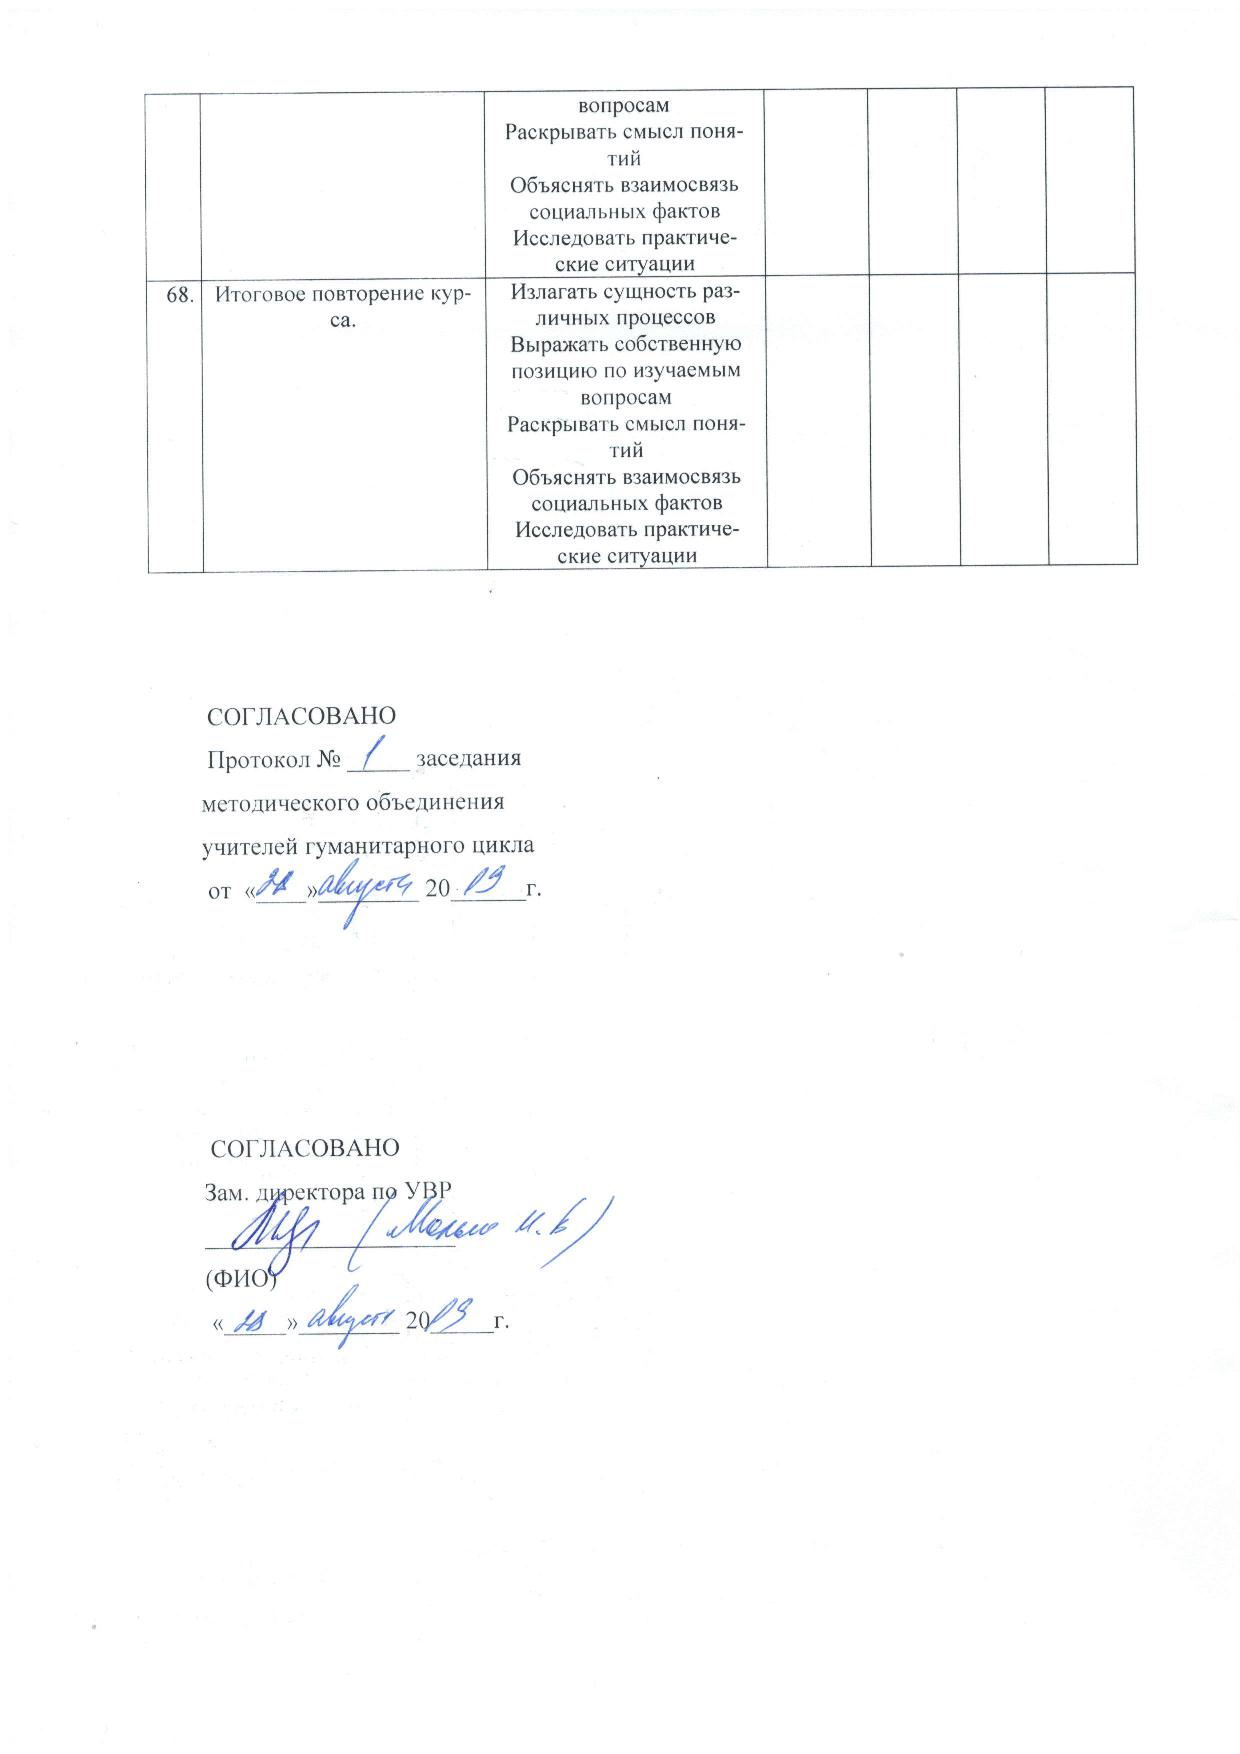 вопросам
Раскрывать смысл поня-
тий
Объяснять взаимосвязь
социальных фактов
Исследовать практиче-
ские ситуации
68. Итоговое повторение кур-
са.
Излагать сущность раз-
личных процессов
Выражать собственную
позицию по изучаемым
вопросам
Раскрывать смысл поня-
тий
Объяснять взаимосвязь
социальных фактов
Исследовать практиче-
ские ситуации
СОГЛАСОВАНО
Протокол № 1 заседания
методического объединения
учителей гуманитарного цикла
от «28» августа 2019 г.
СОГЛАСОВАНО
Зам. директора по УВР
(ФИО)
«28» августа 2019 г.